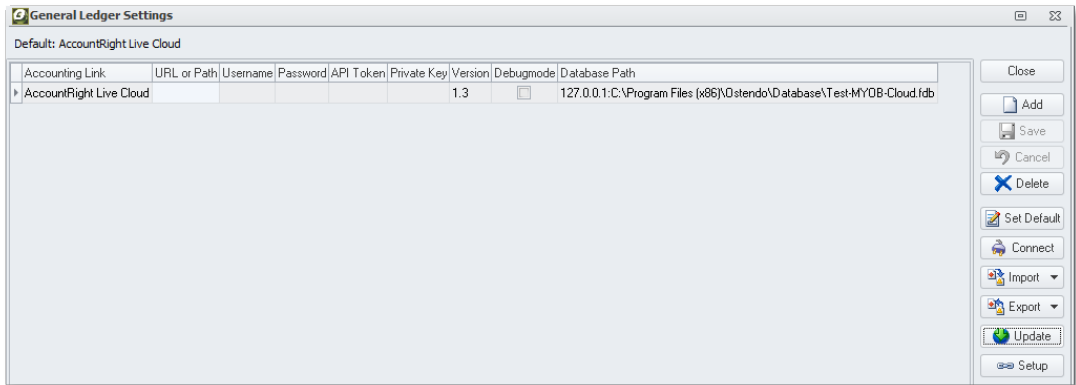 General Ledger Settings
Default: AccountRight Live Cloud
Accounting Link URL or Path Username Password API Token Private Key Version Debugmode Database Path
AccountRight Live Cloud 1.3 127.0.0.1:C:\Program Files (x86)\Ostendo\Database\Test-MYOB-Cloud.fdb
Close
Add
Save
Cancel
Delete
Set Default
Connect
Import
Export
Update
Setup